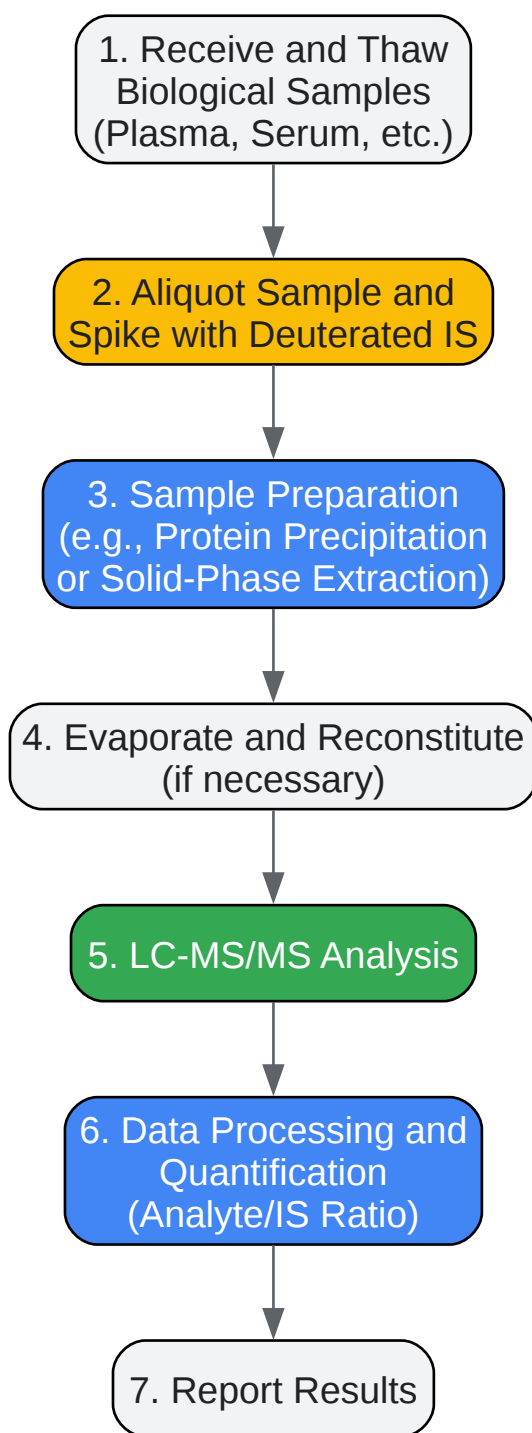 1. Receive and Thaw
Biological Samples
(Plasma, Serum, etc.)
2. Aliquot Sample and
Spike with Deuterated IS
3. Sample Preparation
(e.g., Protein Precipitation
or Solid-Phase Extraction)
4. Evaporate and Reconstitute
(if necessary)
5. LC-MS/MS Analysis
6. Data Processing and
Quantification
(Analyte/IS Ratio)
7. Report Results